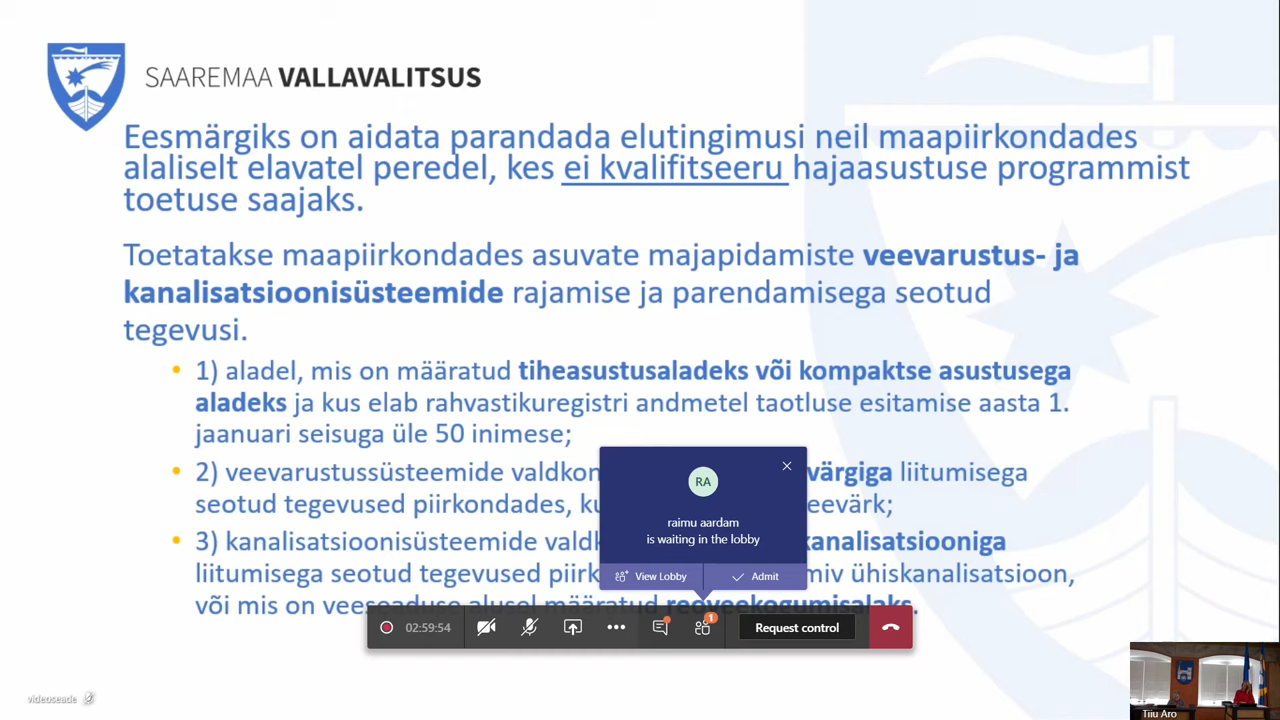 SAAREMAA VALLAVALITSUS
Eesmärgiks on aidata parandada elutingimusi neil maapiirkondades
alaliselt elavatel peredel, kes ei kvalifitseeru hajaasustuse programmist
toetuse saajaks.
Toetatakse maapiirkondades asuvate majapidamiste veevarustus- ja
kanalisatsioonisüsteemide rajamise ja parendamisega seotud
tegevusi.
• 1) aladel, mis on määratud tiheasustusaladeks või kompaktse asustusega
aladeks ja kus elab rahvastikuregistri andmetel taotluse esitamise aasta 1.
jaanuari seisuga üle 50 inimese;
• 2) veevarustussüsteemide valdkon värgiga liitumisega
seotud tegevused piirkondades, ku eevärk;
• 3) kanalisatsioonisüsteemide vald kanalisatsiooniga
liitumisega seotud tegevused piirk miv ühiskanalisatsioon,
või mis on veeseaduse alusel määratud reoveekogumisalaks.
RA
raimu aardam
is waiting in the lobby
View Lobby
Admit
02:59:54
1
Request control
videoseade
Tiiu Aro